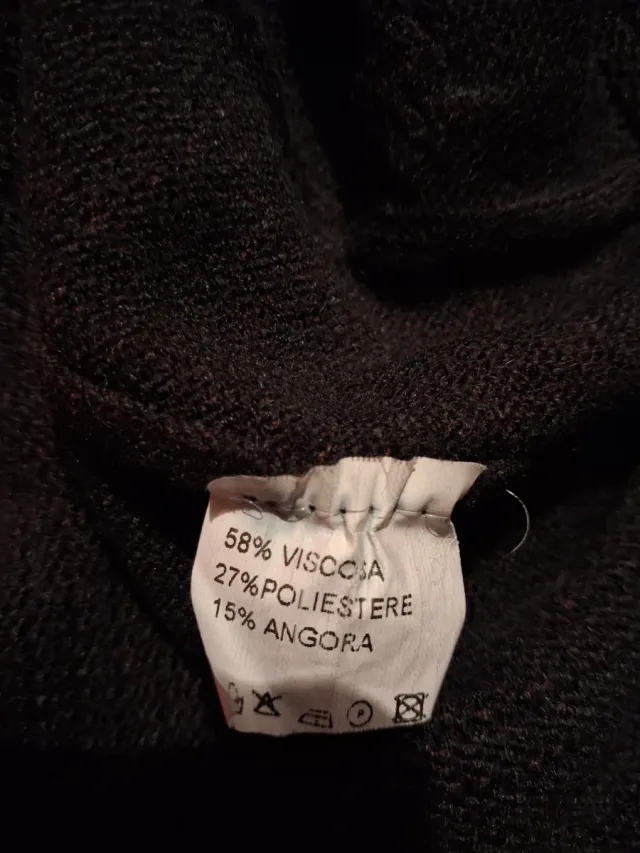 58% VISCOSA
27%POLIESTERE
15% ANGORA
P